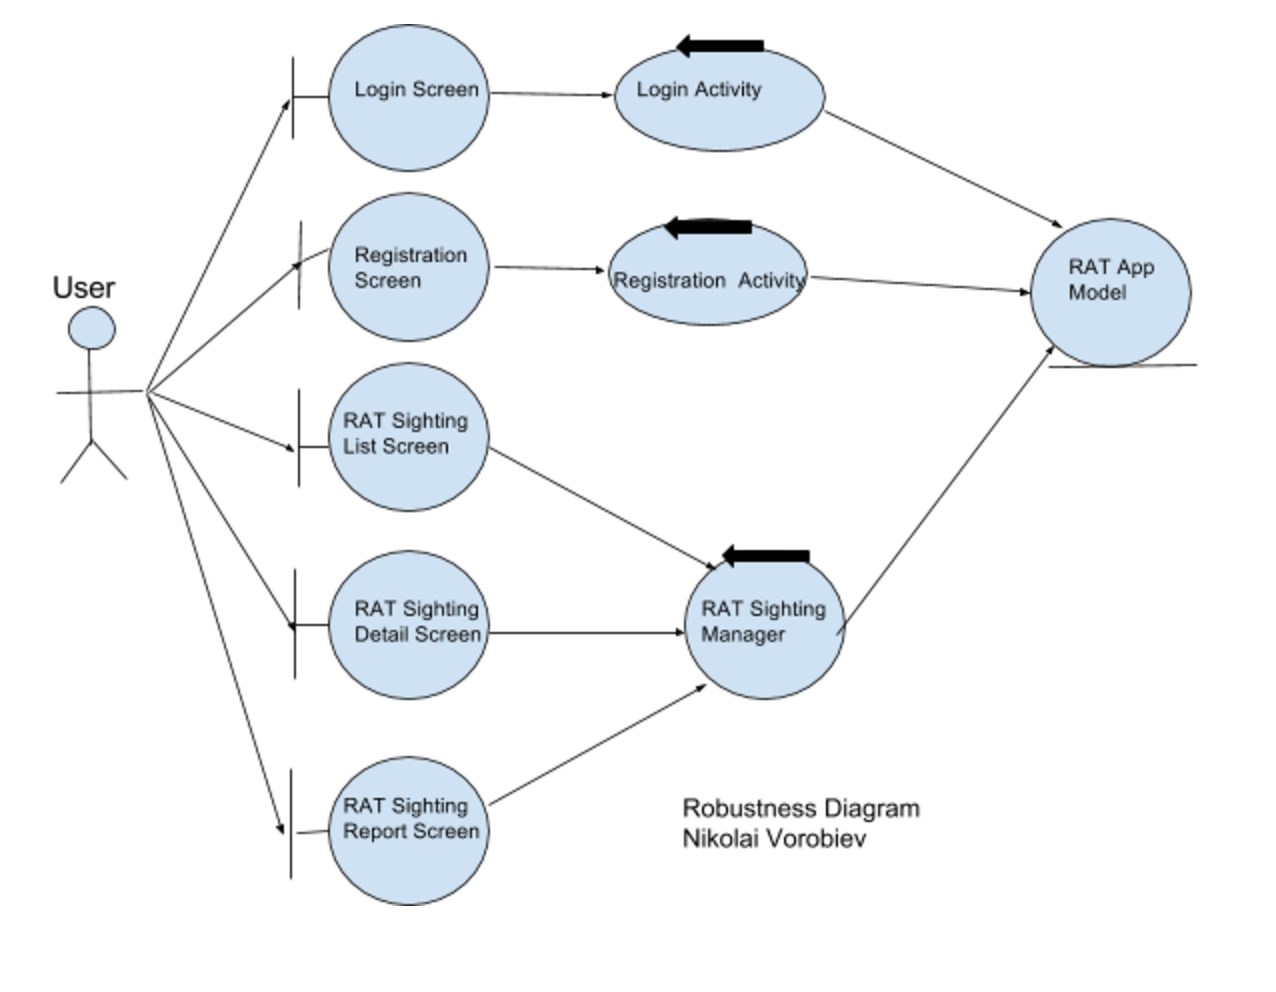 Login Screen
Login Activity
Registration
Screen
Registration Activity
RAT App
Model
User
RAT Sighting
List Screen
RAT Sighting
Detail Screen
RAT Sighting
Manager
RAT Sighting
Report Screen
Robustness Diagram
Nikolai Vorobiev